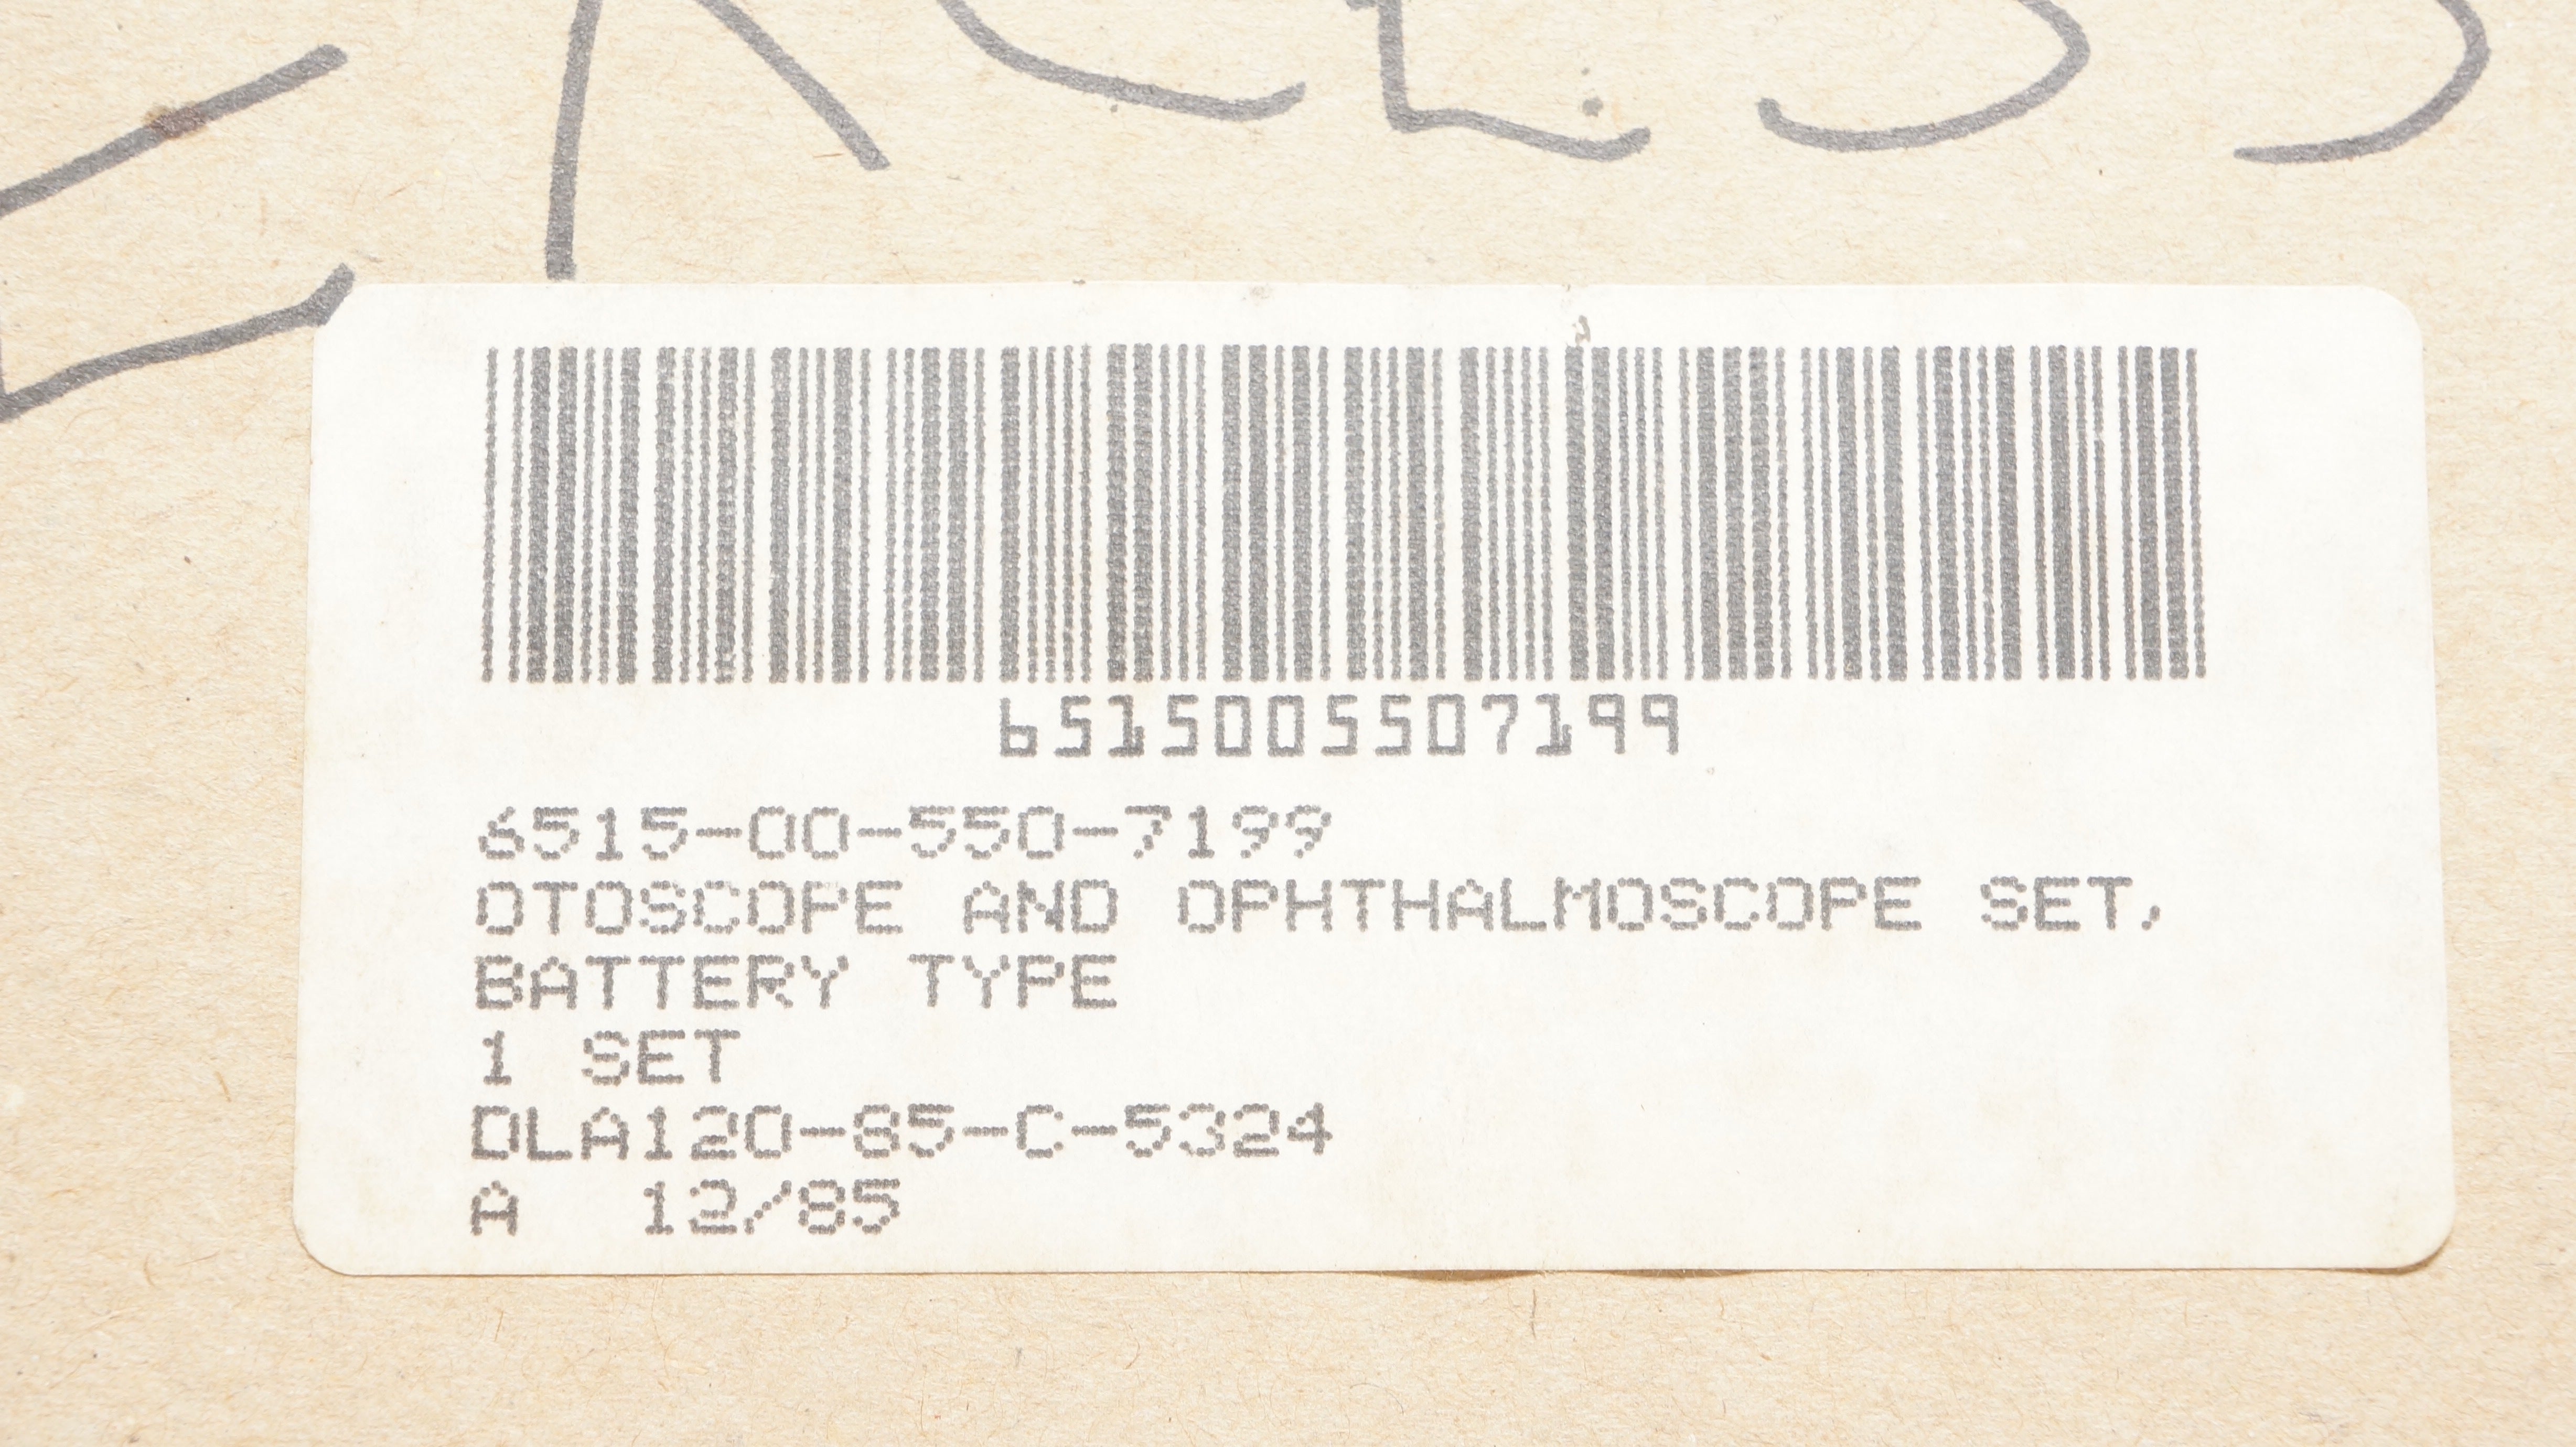 6515005507199
6515-00-550-7199
OTOSCOPE AND OPHTHALMOSCOPE SET,
BATTERY TYPE
1 SET
DLA120-85-C-5324
A 12/85